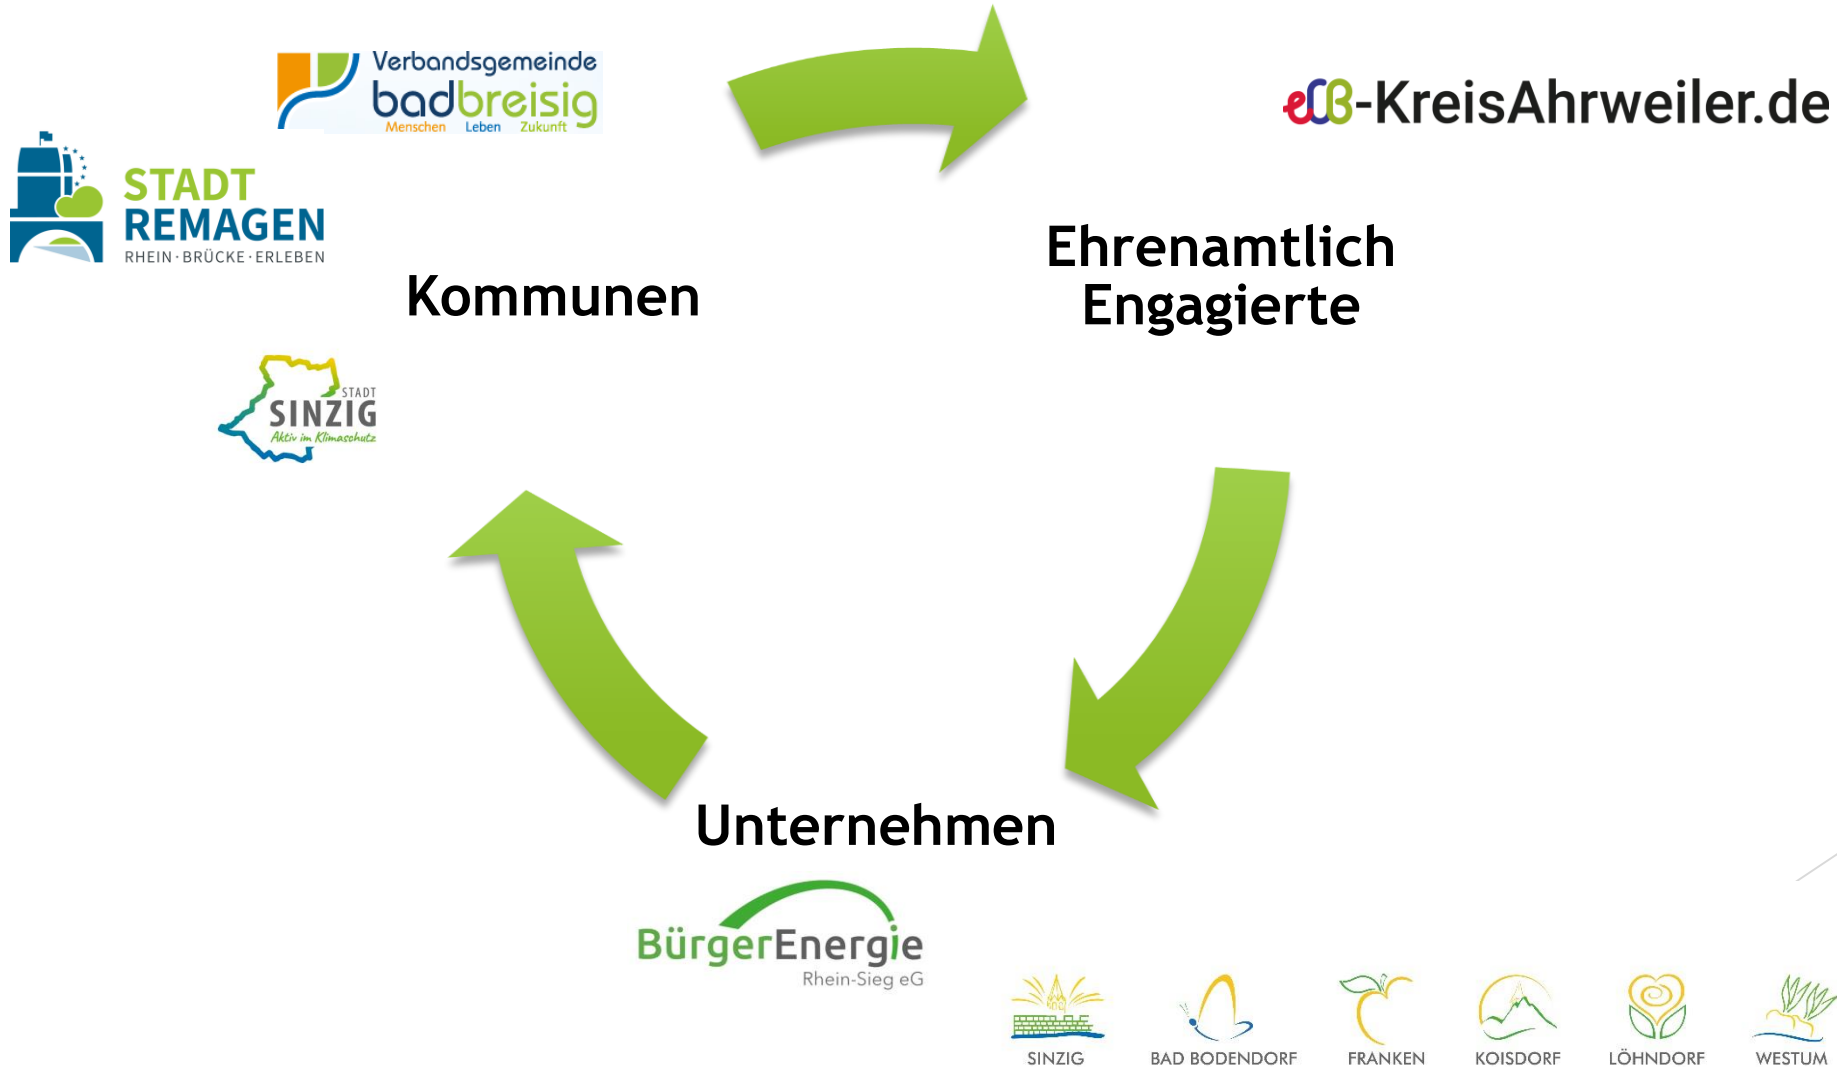 Verbandsgemeinde
badbreisig
Menschen Leben Zukunft
eCB-KreisAhrweiler.de
STADT
REMAGEN
RHEIN·BRÜCKE·ERLEBEN
Kommunen
Ehrenamtlich
Engagierte
STADT
SINZIG
Aktiv im Klimaschutz
Unternehmen
BürgerEnergie
Rhein-Sieg eG
SINZIG
BAD BODENDORF
FRANKEN
KOISDORF
LÖHNDORF
WESTUM